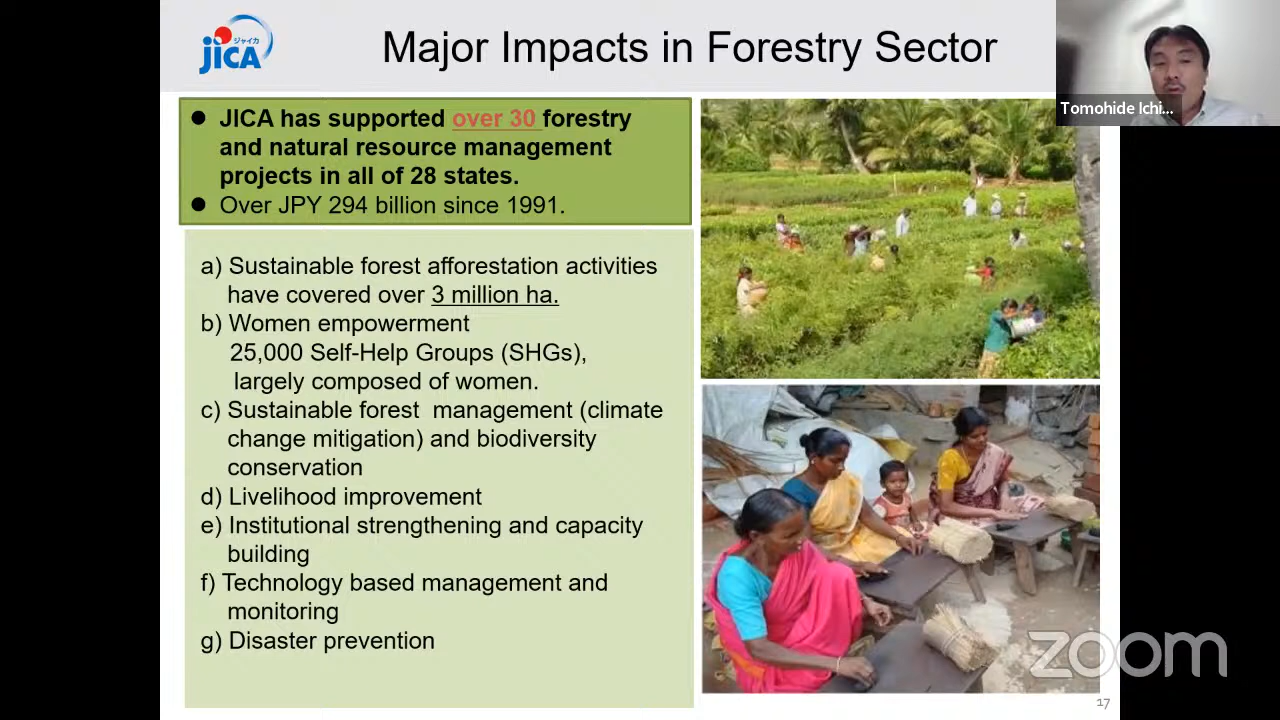 ジャイカ
JICA
Major Impacts in Forestry Sector
Tomohide Ichi...
● JICA has supported over 30 forestry
and natural resource management
projects in all of 28 states.
● Over JPY 294 billion since 1991.
a) Sustainable forest afforestation activities
have covered over 3 million ha.
b) Women empowerment
25,000 Self-Help Groups (SHGs),
largely composed of women.
c) Sustainable forest management (climate
change mitigation) and biodiversity
conservation
d) Livelihood improvement
e) Institutional strengthening and capacity
building
f) Technology based management and
monitoring
g) Disaster prevention
zoom
17